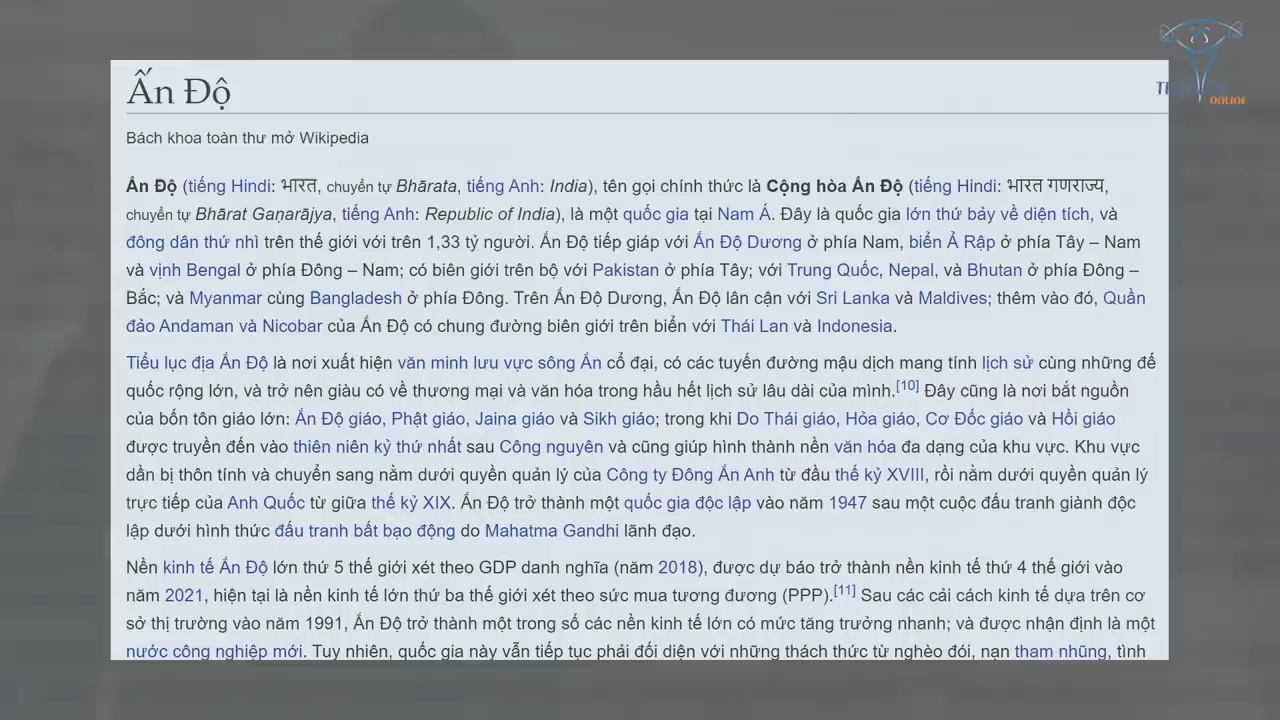 Ấn Độ
Bách khoa toàn thư mở Wikipedia
Ấn Độ (tiếng Hindi: भारत, chuyển tự Bhārata, tiếng Anh: India), tên gọi chính thức là Cộng hòa Ấn Độ (tiếng Hindi: भारत गणराज्य,
chuyển tự Bhārat Gaṇarājya, tiếng Anh: Republic of India), là một quốc gia tại Nam Á. Đây là quốc gia lớn thứ bảy về diện tích, và
đông dân thứ nhì trên thế giới với trên 1,33 tỷ người. Ấn Độ tiếp giáp với Ấn Độ Dương ở phía Nam, biển Ả Rập ở phía Tây – Nam
và vịnh Bengal ở phía Đông – Nam; có biên giới trên bộ với Pakistan ở phía Tây; với Trung Quốc, Nepal, và Bhutan ở phía Đông –
Bắc; và Myanmar cùng Bangladesh ở phía Đông. Trên Ấn Độ Dương, Ấn Độ lân cận với Sri Lanka và Maldives; thêm vào đó, Quần
đảo Andaman và Nicobar của Ấn Độ có chung đường biên giới trên biển với Thái Lan và Indonesia.
Tiểu lục địa Ấn Độ là nơi xuất hiện văn minh lưu vực sông Ấn cổ đại, có các tuyến đường mậu dịch mang tính lịch sử cùng những đế
quốc rộng lớn, và trở nên giàu có về thương mại và văn hóa trong hầu hết lịch sử lâu dài của mình.[10] Đây cũng là nơi bắt nguồn
của bốn tôn giáo lớn: Ấn Độ giáo, Phật giáo, Jaina giáo và Sikh giáo; trong khi Do Thái giáo, Hỏa giáo, Cơ Đốc giáo và Hồi giáo
được truyền đến vào thiên niên kỷ thứ nhất sau Công nguyên và cũng giúp hình thành nền văn hóa đa dạng của khu vực. Khu vực
dần bị thôn tính và chuyển sang nằm dưới quyền quản lý của Công ty Đông Ấn Anh từ đầu thế kỷ XVIII, rồi nằm dưới quyền quản lý
trực tiếp của Anh Quốc từ giữa thế kỷ XIX. Ấn Độ trở thành một quốc gia độc lập vào năm 1947 sau một cuộc đấu tranh giành độc
lập dưới hình thức đấu tranh bất bạo động do Mahatma Gandhi lãnh đạo.
Nền kinh tế Ấn Độ lớn thứ 5 thế giới xét theo GDP danh nghĩa (năm 2018), được dự báo trở thành nền kinh tế thứ 4 thế giới vào
năm 2021, hiện tại là nền kinh tế lớn thứ ba thế giới xét theo sức mua tương đương (PPP).[11] Sau các cải cách kinh tế dựa trên cơ
sở thị trường vào năm 1991, Ấn Độ trở thành một trong số các nền kinh tế lớn có mức tăng trưởng nhanh; và được nhận định là một
nước công nghiệp mới. Tuy nhiên, quốc gia này vẫn tiếp tục phải đối diện với những thách thức từ nghèo đói, nạn tham nhũng, tình
ONLINE